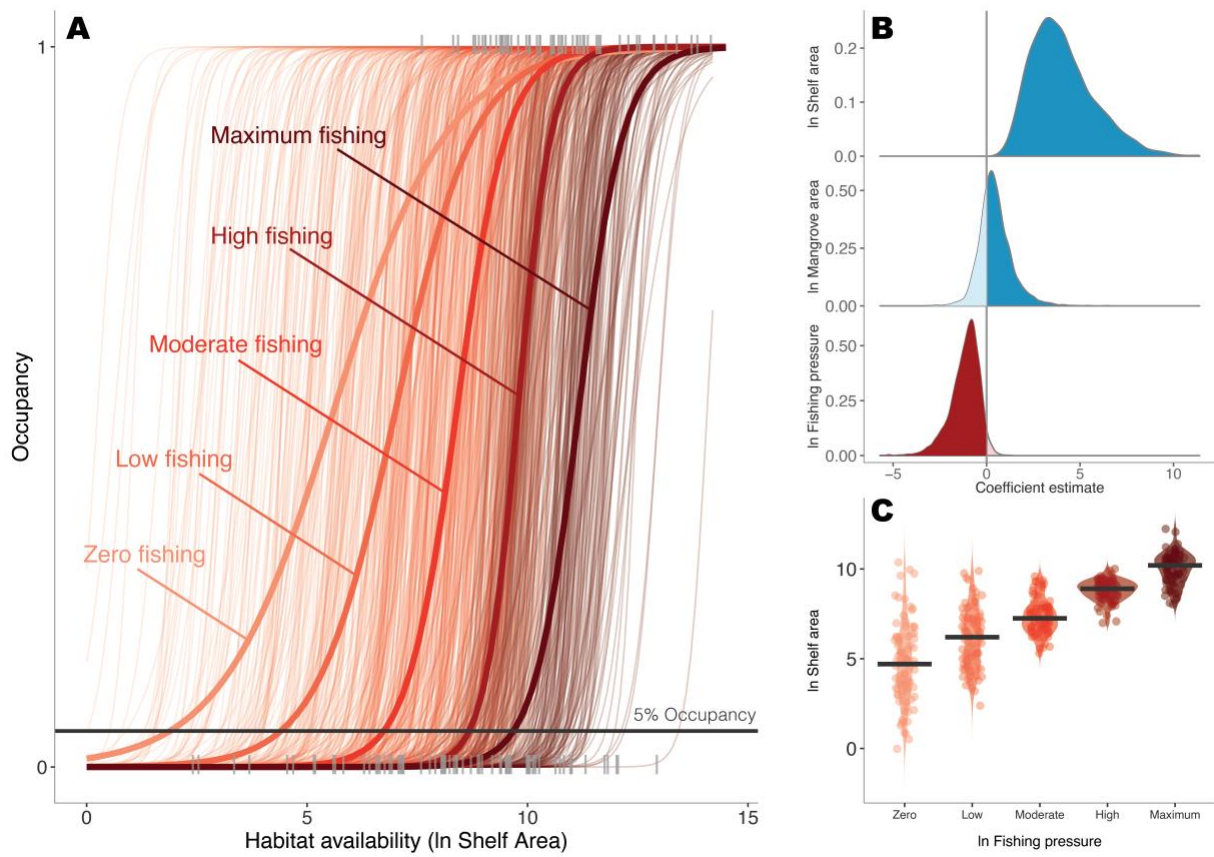 A
1
Maximum fishing
High fishing
Moderate fishing
Low fishing
Zero fishing
5% Occupancy
0
Occupancy
0 5 10 15
Habitat availability (ln Shelf Area)
B
ln Shelf area
0.2
0.1
0.0
ln Mangrove area
0.50
0.25
0.00
ln Fishing pressure
0.50
0.25
0.00
−5 0 5 10
Coefficient estimate
C
ln Shelf area
10
5
0
Zero Low Moderate High Maximum
ln Fishing pressure